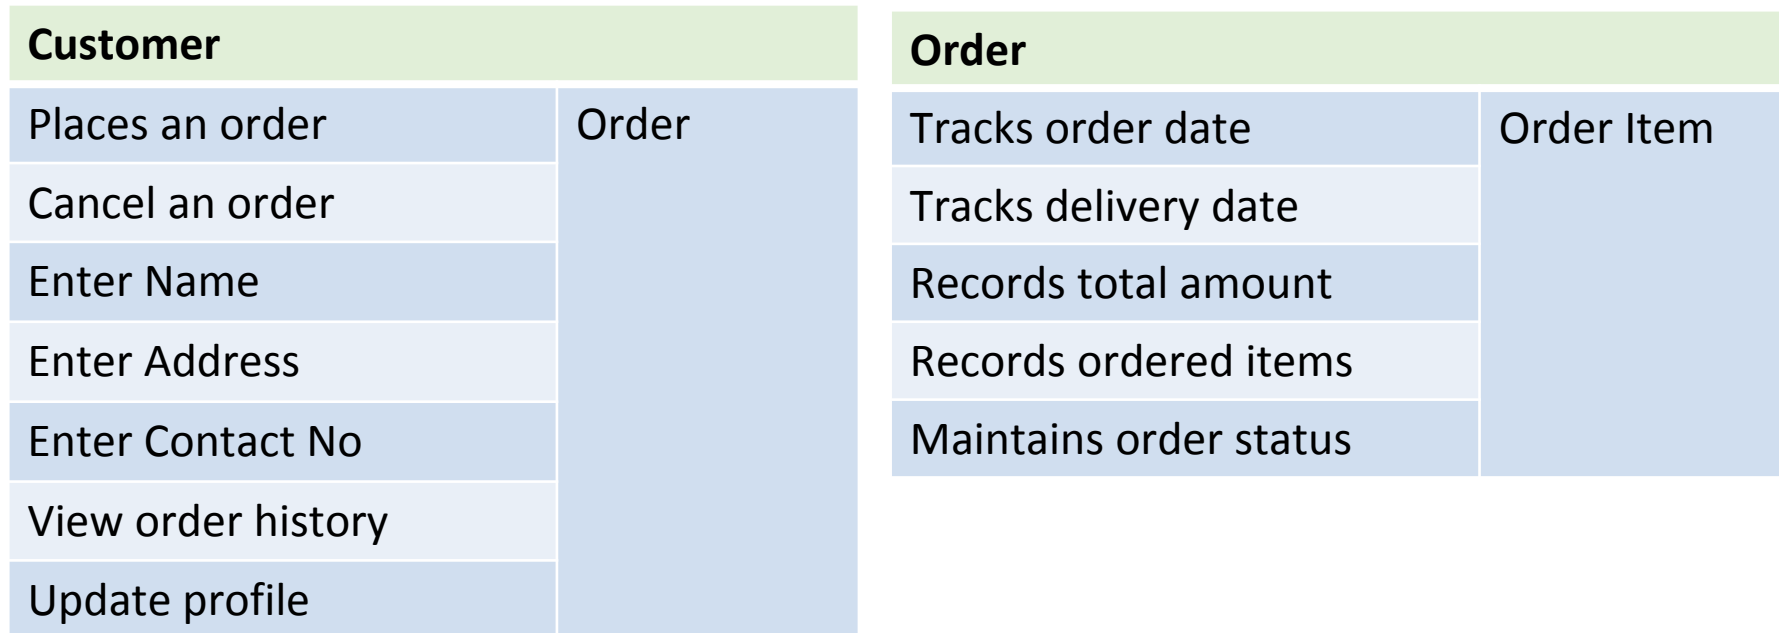 Customer
Places an order
Order
Cancel an order
Enter Name
Enter Address
Enter Contact No
View order history
Update profile
Order
Tracks order date
Order Item
Tracks delivery date
Records total amount
Records ordered items
Maintains order status